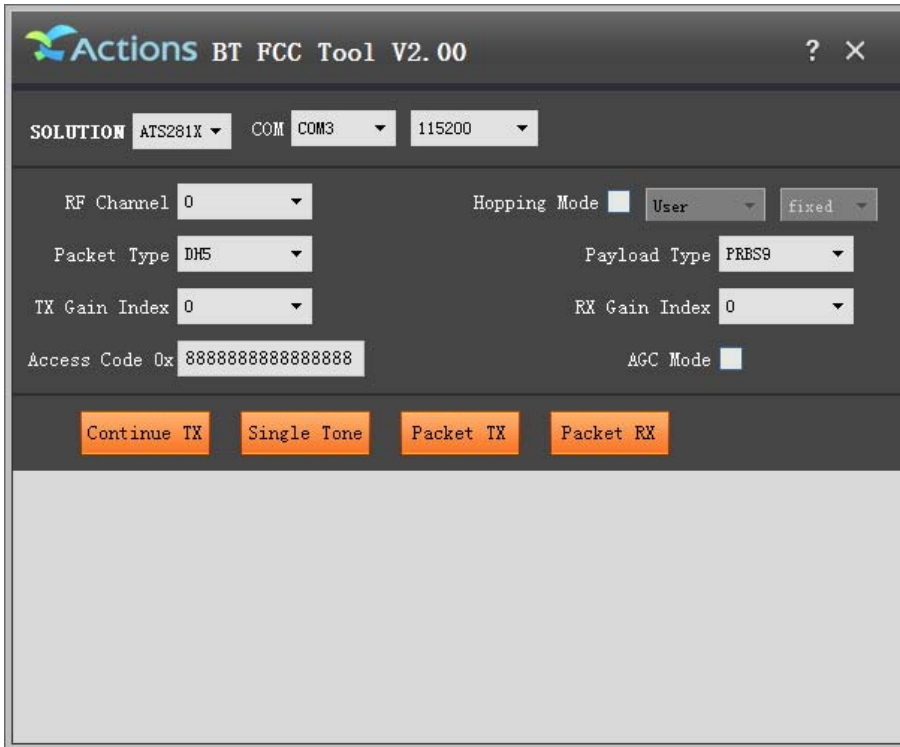 Actions BT FCC Tool V2.00 ? ×
SOLUTION ATS281X COM COM3 115200
RF Channel 0 Hopping Mode User fixed
Packet Type DH5 Payload Type PRBS9
TX Gain Index 0 RX Gain Index 0
Access Code 0x 8888888888888888 AGC Mode
Continue TX Single Tone Packet TX Packet RX